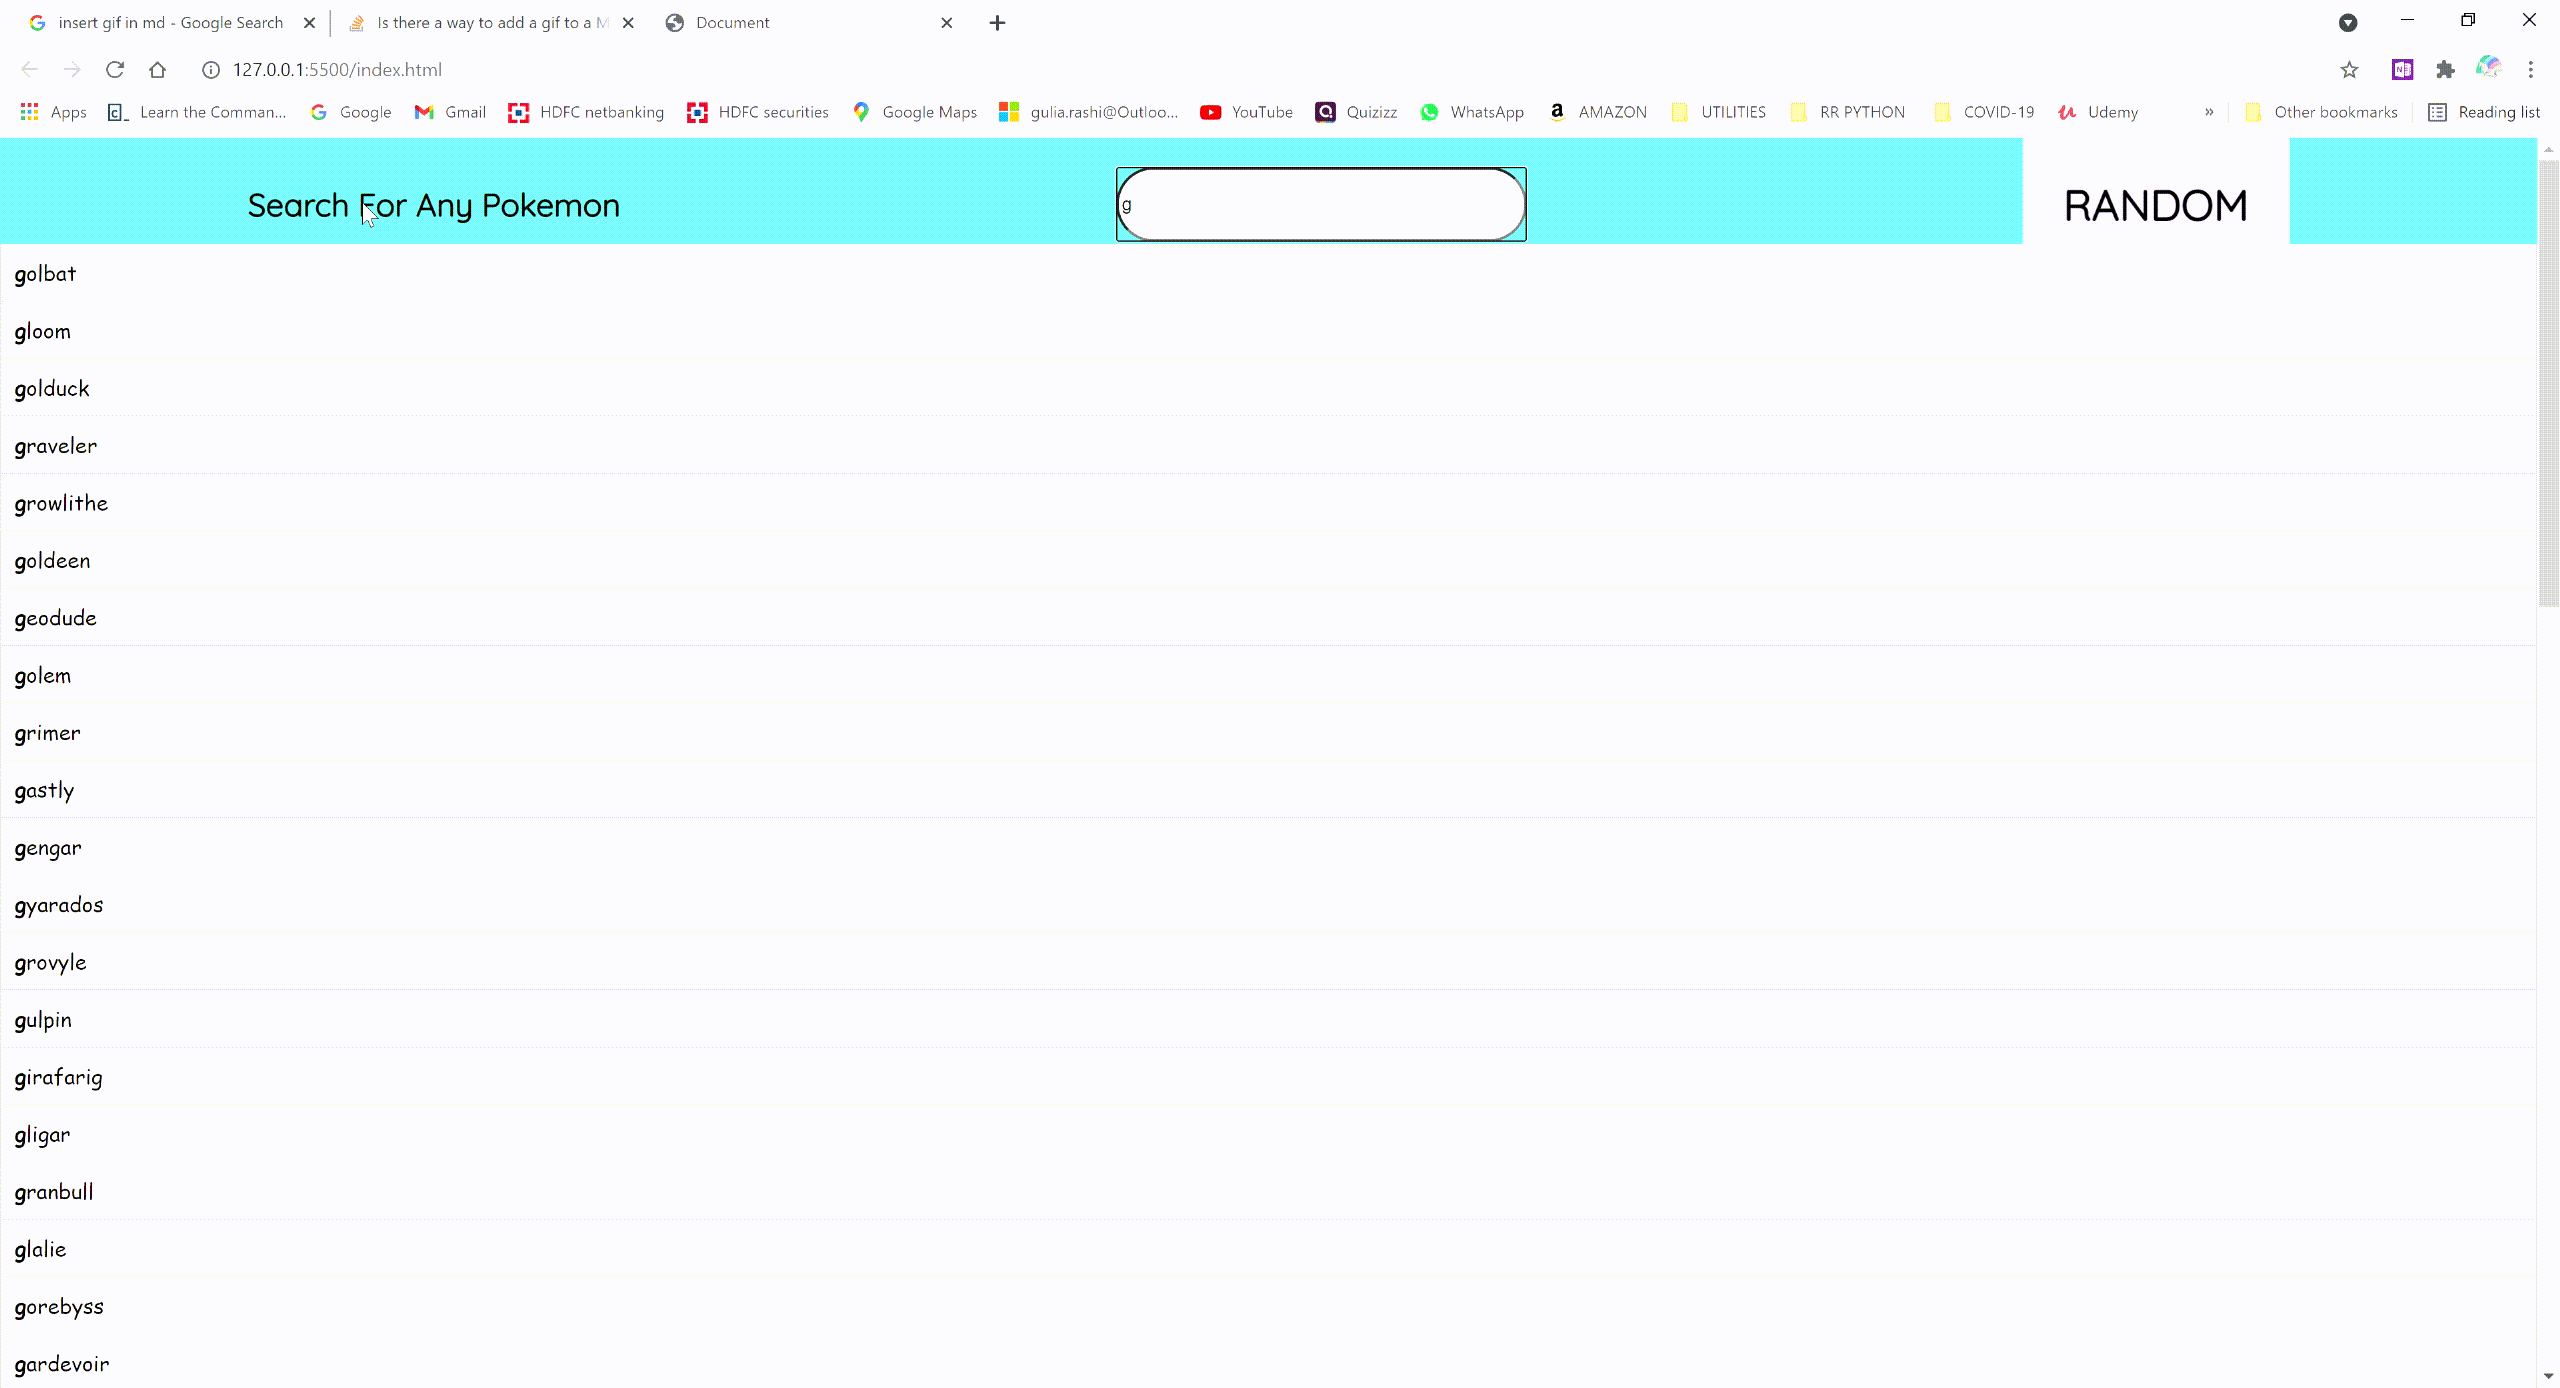 insert gif in md - Google Search
Is there a way to add a gif to a M
Document
127.0.0.1:5500/index.html
Apps
Learn the Comman...
Google
Gmail
HDFC netbanking
HDFC securities
Google Maps
gulia.rashi@Outloo...
YouTube
Quizizz
WhatsApp
AMAZON
UTILITIES
RR PYTHON
COVID-19
Udemy
»
Other bookmarks
Reading list
Search For Any Pokemon
g
RANDOM
golbat
gloom
golduck
graveler
growlithe
goldeen
geodude
golem
grimer
gastly
gengar
gyarados
grovyle
gulpin
girafarig
gligar
granbull
glalie
gorebyss
gardevoir